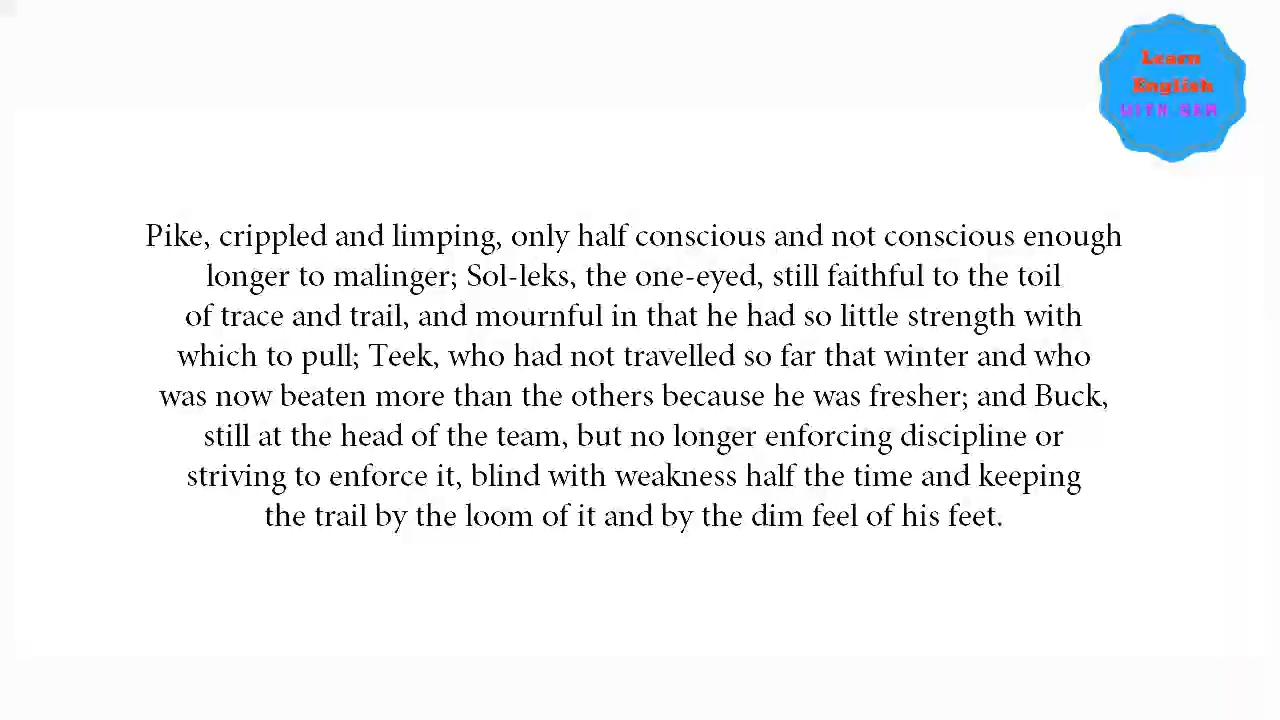 Learn
English
WITH SAM
Pike, crippled and limping, only half conscious and not conscious enough
longer to malinger; Sol-leks, the one-eyed, still faithful to the toil
of trace and trail, and mournful in that he had so little strength with
which to pull; Teek, who had not travelled so far that winter and who
was now beaten more than the others because he was fresher; and Buck,
still at the head of the team, but no longer enforcing discipline or
striving to enforce it, blind with weakness half the time and keeping
the trail by the loom of it and by the dim feel of his feet.